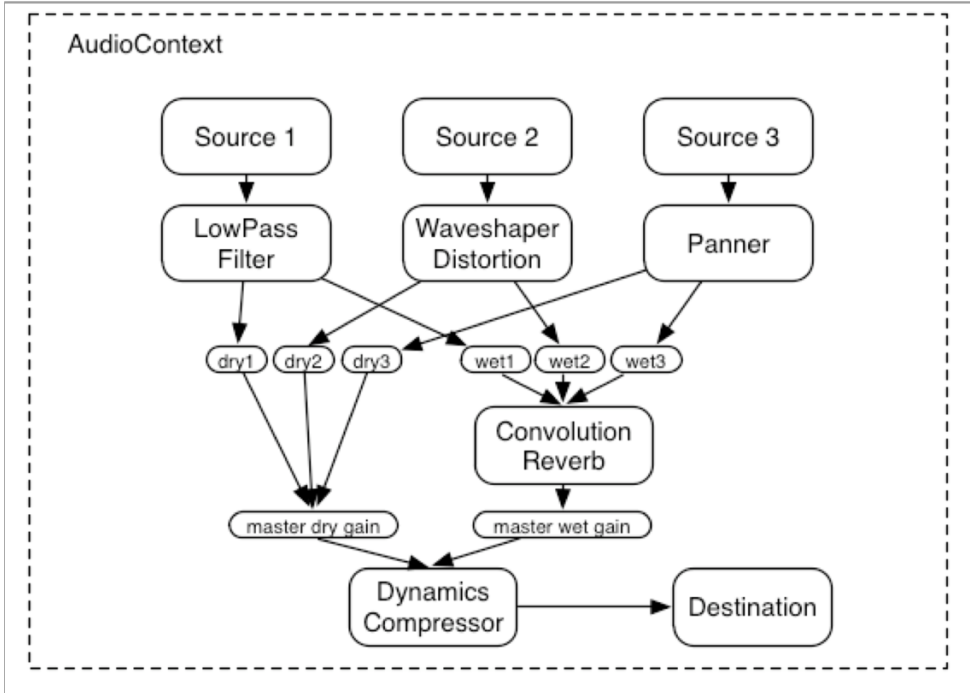 AudioContext
Source 1
Source 2
Source 3
LowPass
Filter
Waveshaper
Distortion
Panner
dry1
dry2
dry3
wet1
wet2
wet3
Convolution
Reverb
master dry gain
master wet gain
Dynamics
Compressor
Destination